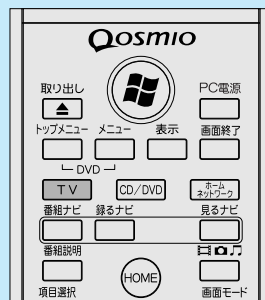 Qosmio
取り出し
PC電源
トップメニュー メニュー 表示 画面終了
DVD
TV
CD/DVD
ホーム
ネットワーク
番組ナビ 録るナビ 見るナビ
番組説明
HOME
項目選択
画面モード